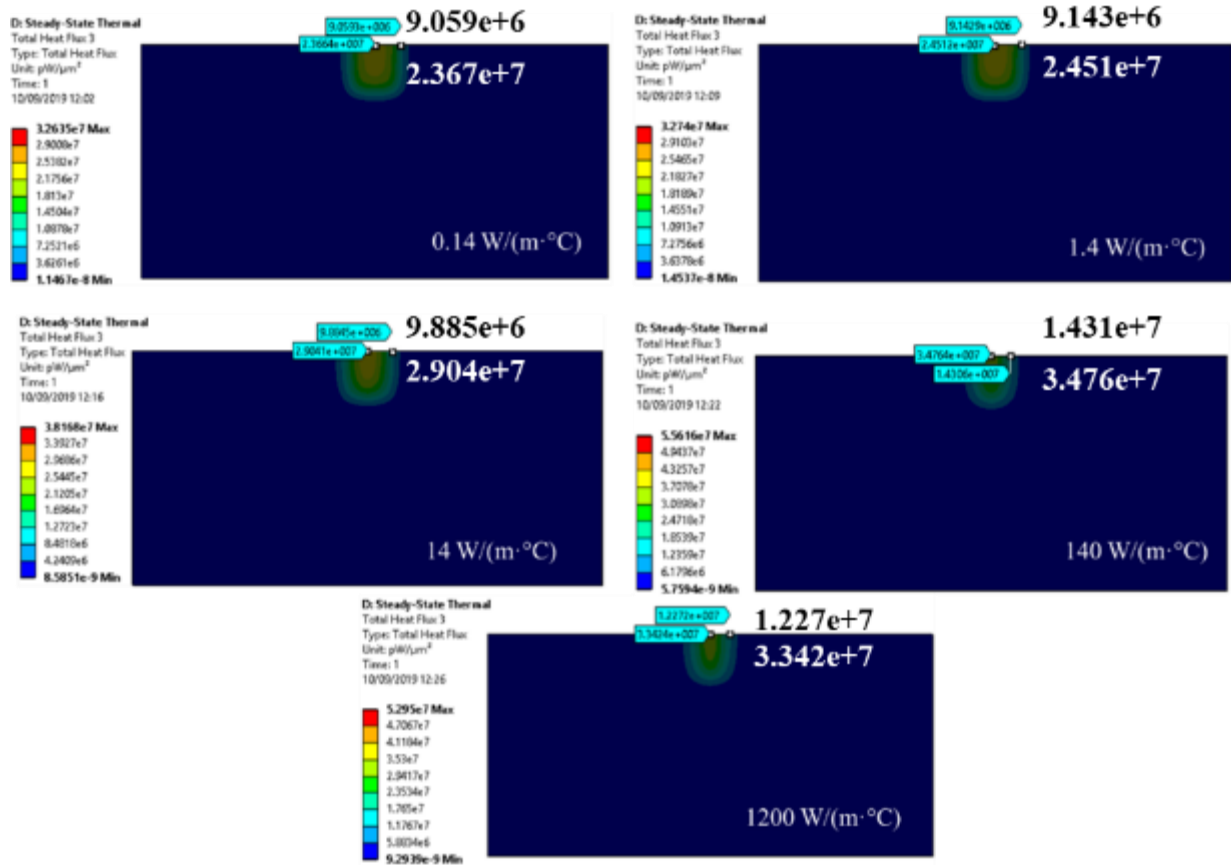 D: Steady-State Thermal
Total Heat Flux 3
Type: Total Heat Flux
Unit: pW/µm²
Time: 1
10/09/2019 12:02
3.2635e7 Max
2.9008e7
2.5382e7
2.1756e7
1.813e7
1.4504e7
1.0878e7
7.2521e6
3.6261e6
1.1467e-8 Min
9.0593e+006
2.3664e+007
9.059e+6
2.367e+7
0.14 W/(m·°C)
D: Steady-State Thermal
Total Heat Flux 3
Type: Total Heat Flux
Unit: pW/µm²
Time: 1
10/09/2019 12:09
3.274e7 Max
2.9103e7
2.5465e7
2.1827e7
1.8189e7
1.4551e7
1.0913e7
7.2756e6
3.6378e6
1.4537e-8 Min
9.1429e+006
2.4512e+007
9.143e+6
2.451e+7
1.4 W/(m·°C)
D: Steady-State Thermal
Total Heat Flux 3
Type: Total Heat Flux
Unit: pW/µm²
Time: 1
10/09/2019 12:16
3.8168e7 Max
3.3927e7
2.9686e7
2.5445e7
2.1205e7
1.6964e7
1.2723e7
8.4818e6
4.2409e6
8.5851e-9 Min
9.8845e+006
2.9041e+007
9.885e+6
2.904e+7
14 W/(m·°C)
D: Steady-State Thermal
Total Heat Flux 3
Type: Total Heat Flux
Unit: pW/µm²
Time: 1
10/09/2019 12:22
5.5616e7 Max
4.9437e7
4.3257e7
3.7078e7
3.0898e7
2.4718e7
1.8539e7
1.2359e7
6.1796e6
5.7594e-9 Min
3.4764e+007
1.4306e+007
1.431e+7
3.476e+7
140 W/(m·°C)
D: Steady-State Thermal
Total Heat Flux 3
Type: Total Heat Flux
Unit: pW/µm²
Time: 1
10/09/2019 12:26
5.295e7 Max
4.7067e7
4.1184e7
3.53e7
2.9417e7
2.3534e7
1.765e7
1.1767e7
5.8834e6
9.2939e-9 Min
1.2272e+007
3.3424e+007
1.227e+7
3.342e+7
1200 W/(m·°C)